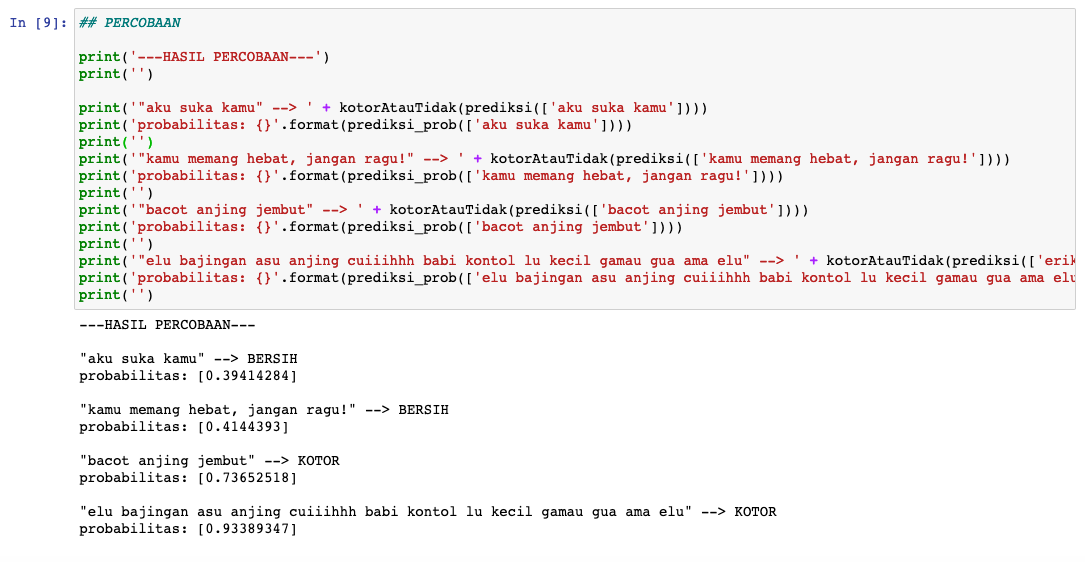 In [9]: ## PERCOBAAN
print('---HASIL PERCOBAAN---')
print('')
print('"aku suka kamu" --> ' + kotorAtauTidak(prediksi(['aku suka kamu'])))
print('probabilitas: {}'.format(prediksi_prob(['aku suka kamu'])))
print('')
print('"kamu memang hebat, jangan ragu!" --> ' + kotorAtauTidak(prediksi(['kamu memang hebat, jangan ragu!'])))
print('probabilitas: {}'.format(prediksi_prob(['kamu memang hebat, jangan ragu!'])))
print('')
print('"bacot anjing jembut" --> ' + kotorAtauTidak(prediksi(['bacot anjing jembut'])))
print('probabilitas: {}'.format(prediksi_prob(['bacot anjing jembut'])))
print('')
print('"elu bajingan asu anjing cuiiihhh babi kontol lu kecil gamau gua ama elu" --> ' + kotorAtauTidak(prediksi(['erik
print('probabilitas: {}'.format(prediksi_prob(['elu bajingan asu anjing cuiiihhh babi kontol lu kecil gamau gua ama elu
print('')
---HASIL PERCOBAAN---
"aku suka kamu" --> BERSIH
probabilitas: [0.39414284]
"kamu memang hebat, jangan ragu!" --> BERSIH
probabilitas: [0.4144393]
"bacot anjing jembut" --> KOTOR
probabilitas: [0.73652518]
"elu bajingan asu anjing cuiiihhh babi kontol lu kecil gamau gua ama elu" --> KOTOR
probabilitas: [0.93389347]